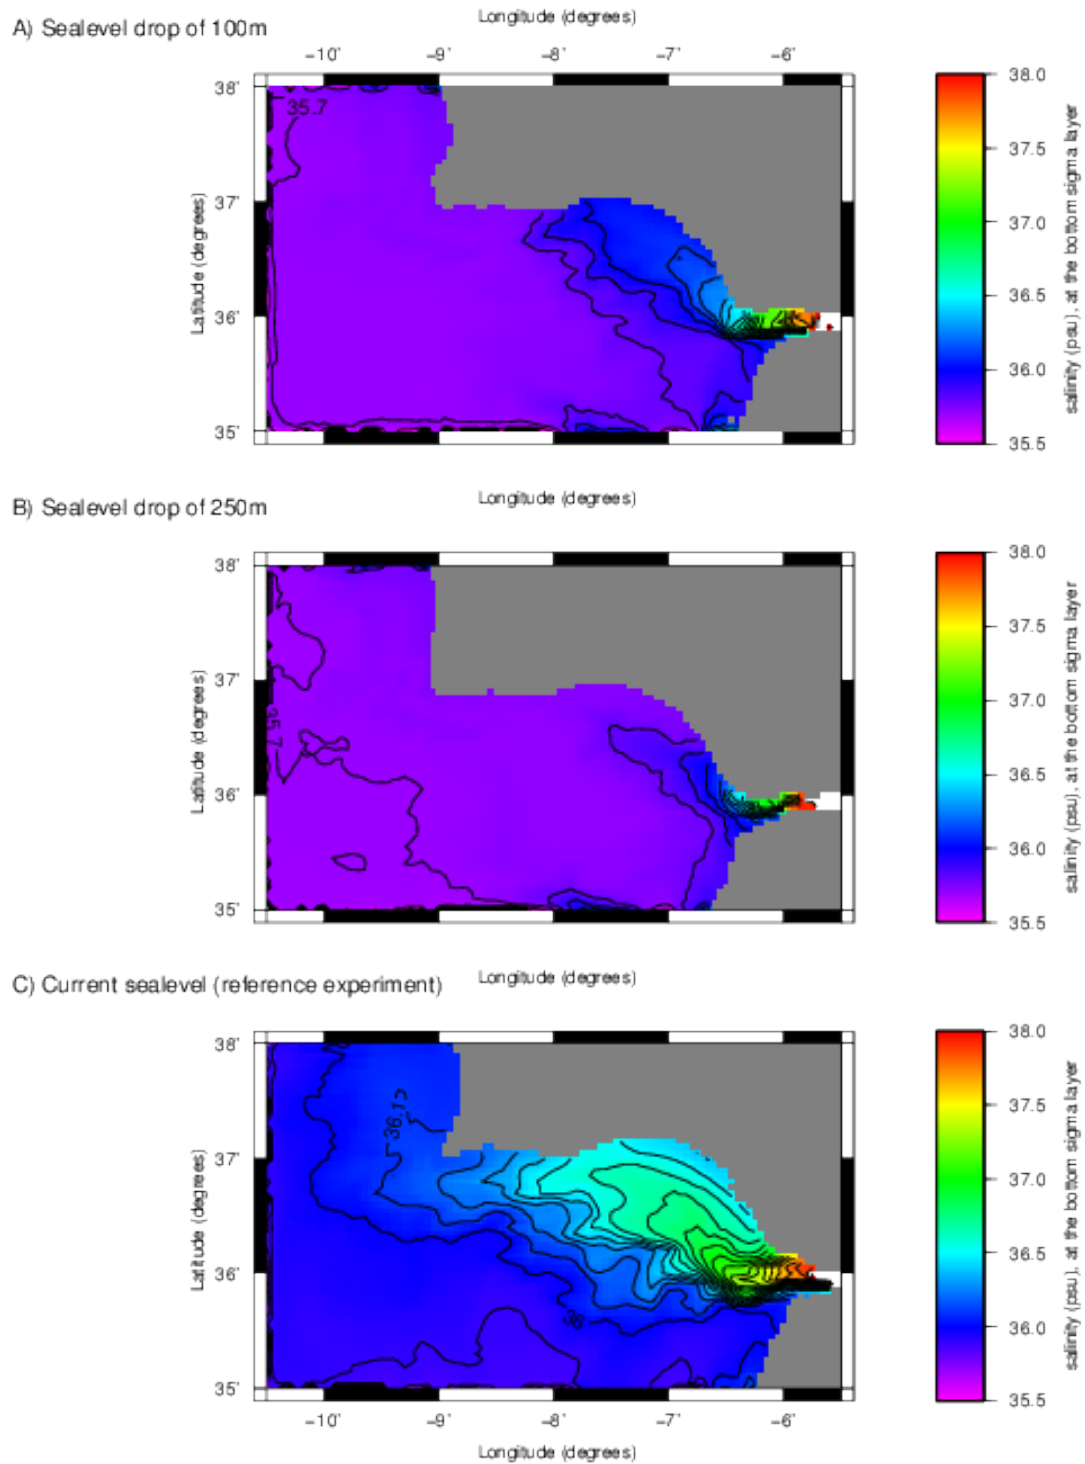 A) Sealevel drop of 100m
Longitude (degrees)
−10˚ −9˚ −8˚ −7˚ −6˚
38˚
37˚
36˚
35˚
Latitude (degrees)
35.7
38.0
37.5
37.0
36.5
36.0
35.5
salinity (psu), at the bottom sigma layer
B) Sealevel drop of 250m
Longitude (degrees)
38˚
37˚
36˚
35˚
Latitude (degrees)
35.7
38.0
37.5
37.0
36.5
36.0
35.5
salinity (psu), at the bottom sigma layer
C) Current sealevel (reference experiment)
Longitude (degrees)
38˚
37˚
36˚
35˚
Latitude (degrees)
36.1
36
38.0
37.5
37.0
36.5
36.0
35.5
salinity (psu), at the bottom sigma layer
−10˚ −9˚ −8˚ −7˚ −6˚
Longitude (degrees)